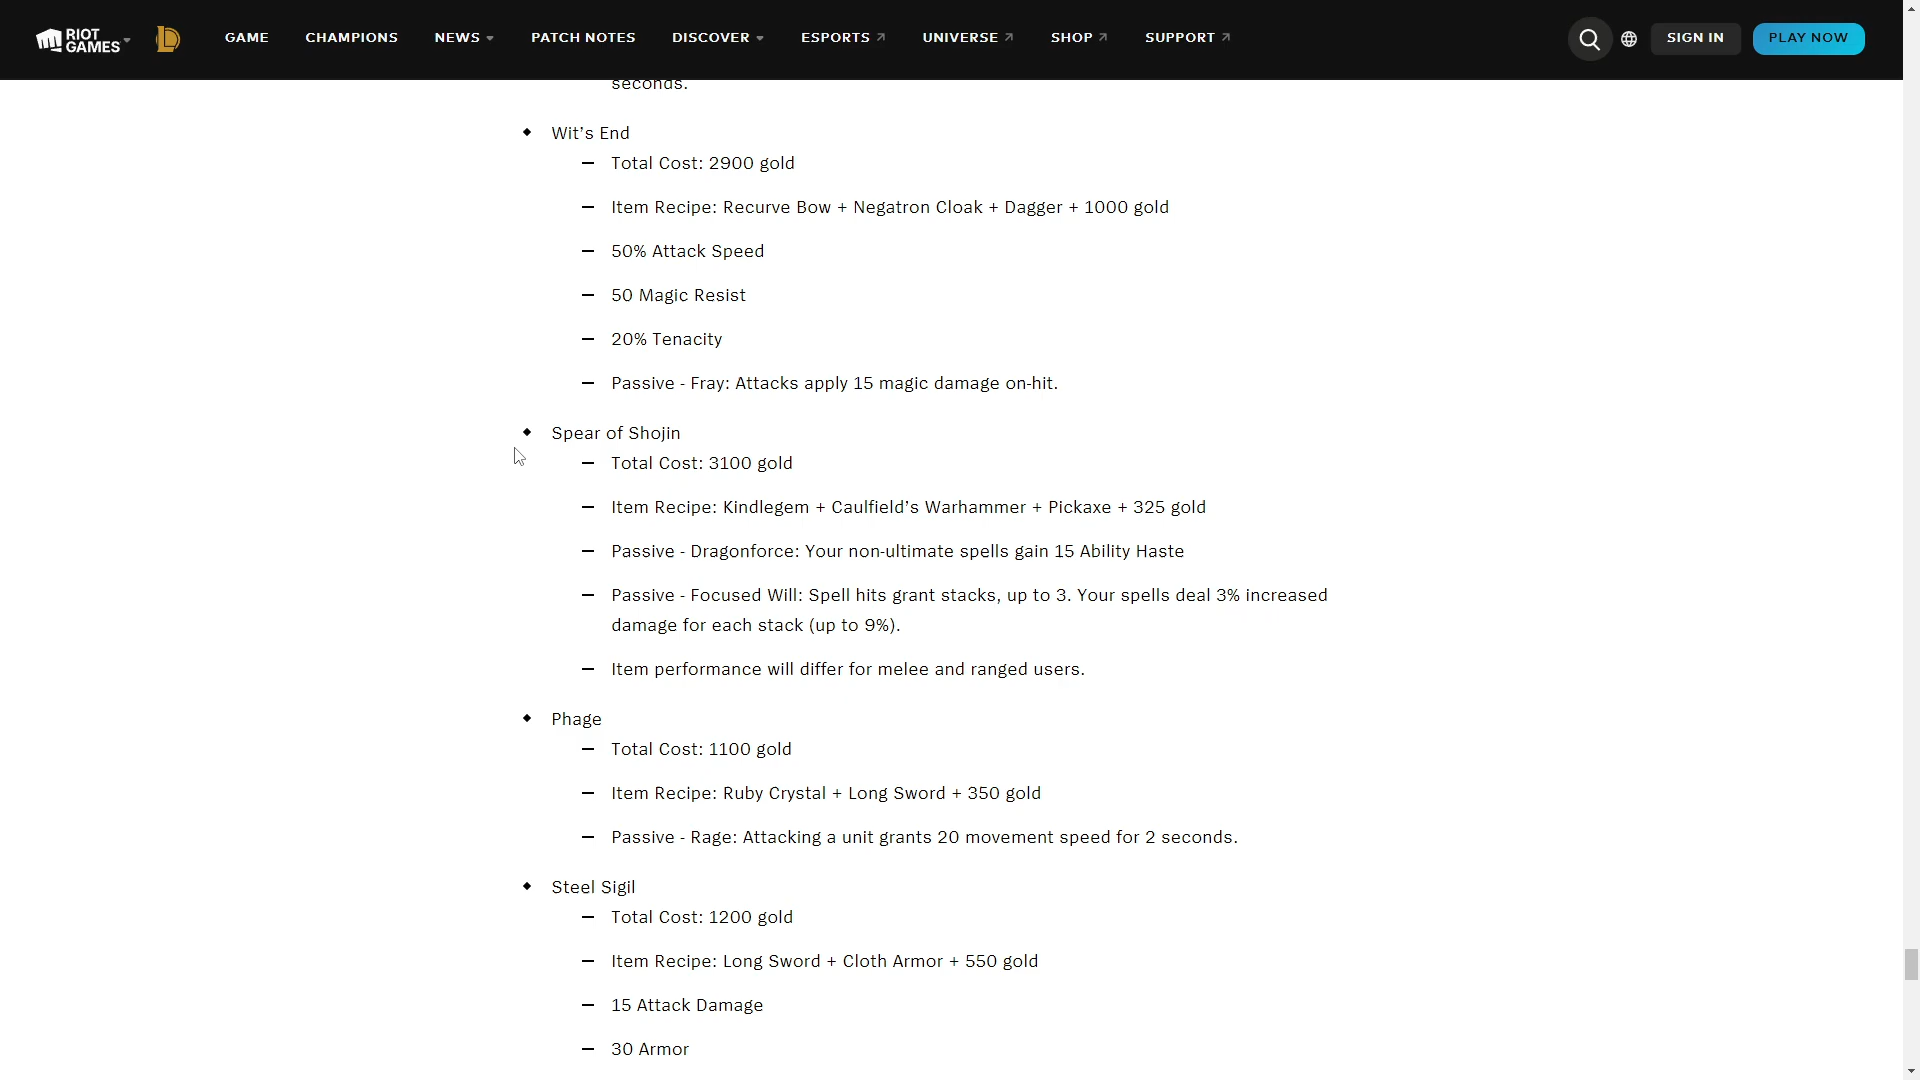 RIOT GAMES
GAME
CHAMPIONS
NEWS
PATCH NOTES
DISCOVER
ESPORTS
UNIVERSE
SHOP
SUPPORT
SIGN IN
PLAY NOW
seconds.
Wit’s End
Total Cost: 2900 gold
Item Recipe: Recurve Bow + Negatron Cloak + Dagger + 1000 gold
50% Attack Speed
50 Magic Resist
20% Tenacity
Passive - Fray: Attacks apply 15 magic damage on-hit.
Spear of Shojin
Total Cost: 3100 gold
Item Recipe: Kindlegem + Caulfield’s Warhammer + Pickaxe + 325 gold
Passive - Dragonforce: Your non-ultimate spells gain 15 Ability Haste
Passive - Focused Will: Spell hits grant stacks, up to 3. Your spells deal 3% increased
damage for each stack (up to 9%).
Item performance will differ for melee and ranged users.
Phage
Total Cost: 1100 gold
Item Recipe: Ruby Crystal + Long Sword + 350 gold
Passive - Rage: Attacking a unit grants 20 movement speed for 2 seconds.
Steel Sigil
Total Cost: 1200 gold
Item Recipe: Long Sword + Cloth Armor + 550 gold
15 Attack Damage
30 Armor